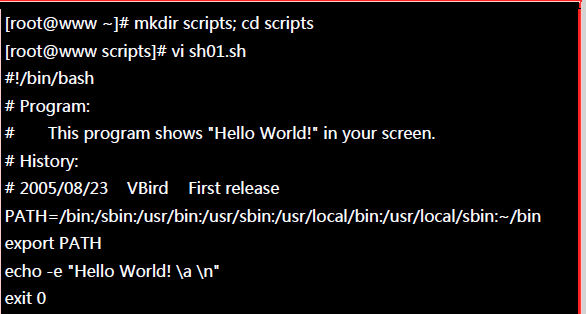 [root@www ~]# mkdir scripts; cd scripts
[root@www scripts]# vi sh01.sh
#!/bin/bash
# Program:
#       This program shows "Hello World!" in your screen.
# History:
# 2005/08/23    VBird    First release
PATH=/bin:/sbin:/usr/bin:/usr/sbin:/usr/local/bin:/usr/local/sbin:~/bin
export PATH
echo -e "Hello World! \a \n"
exit 0